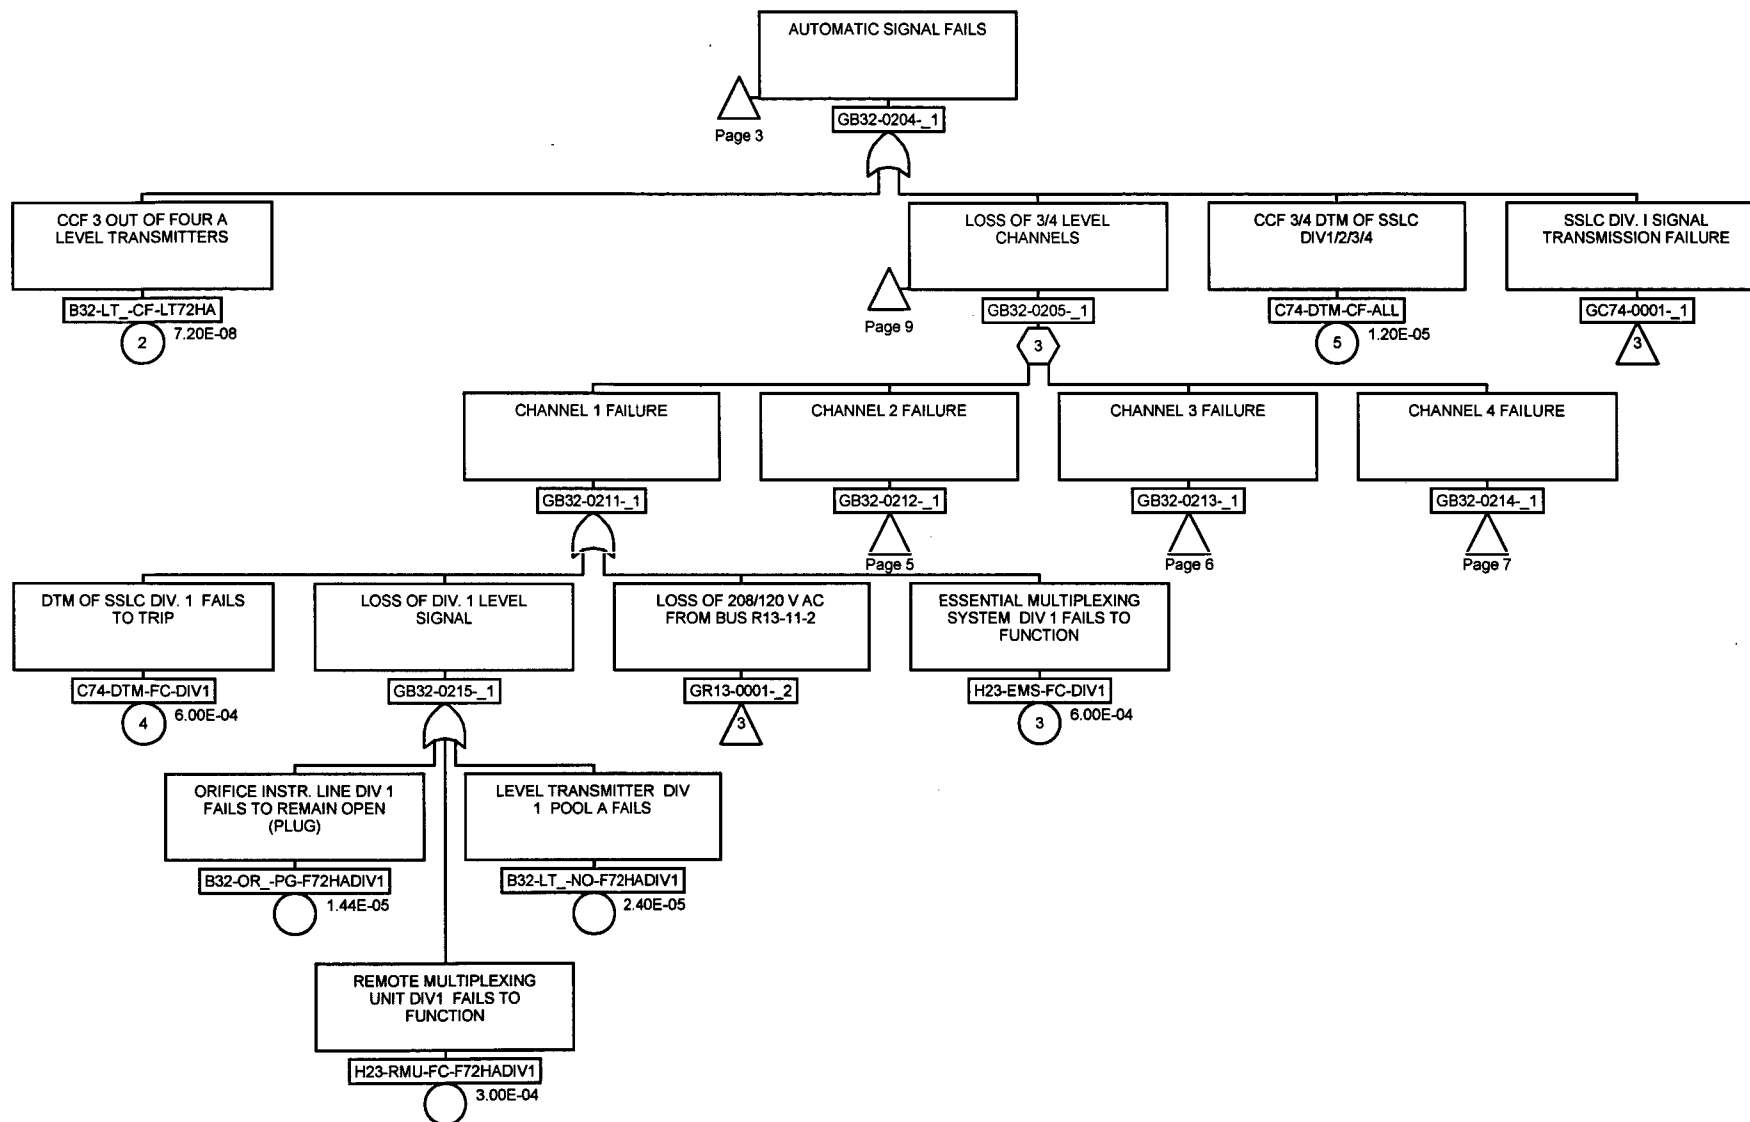 AUTOMATIC SIGNAL FAILS
Page 3
GB32-0204-_1
CCF 3 OUT OF FOUR A
LEVEL TRANSMITTERS
B32-LT_-CF-LT72HA
2
7.20E-08
LOSS OF 3/4 LEVEL
CHANNELS
Page 9
GB32-0205-_1
3
CCF 3/4 DTM OF SSLC
DIV1/2/3/4
C74-DTM-CF-ALL
5
1.20E-05
SSLC DIV. I SIGNAL
TRANSMISSION FAILURE
GC74-0001-_1
3
CHANNEL 1 FAILURE
GB32-0211-_1
CHANNEL 2 FAILURE
GB32-0212-_1
Page 5
CHANNEL 3 FAILURE
GB32-0213-_1
Page 6
CHANNEL 4 FAILURE
GB32-0214-_1
Page 7
DTM OF SSLC DIV. 1 FAILS
TO TRIP
C74-DTM-FC-DIV1
4
6.00E-04
LOSS OF DIV. 1 LEVEL
SIGNAL
GB32-0215-_1
LOSS OF 208/120 V AC
FROM BUS R13-11-2
GR13-0001-_2
3
ESSENTIAL MULTIPLEXING
SYSTEM DIV 1 FAILS TO
FUNCTION
H23-EMS-FC-DIV1
3
6.00E-04
ORIFICE INSTR. LINE DIV 1
FAILS TO REMAIN OPEN
(PLUG)
B32-OR_-PG-F72HADIV1
1.44E-05
LEVEL TRANSMITTER DIV
1 POOL A FAILS
B32-LT_-NO-F72HADIV1
2.40E-05
REMOTE MULTIPLEXING
UNIT DIV1 FAILS TO
FUNCTION
H23-RMU-FC-F72HADIV1
3.00E-04